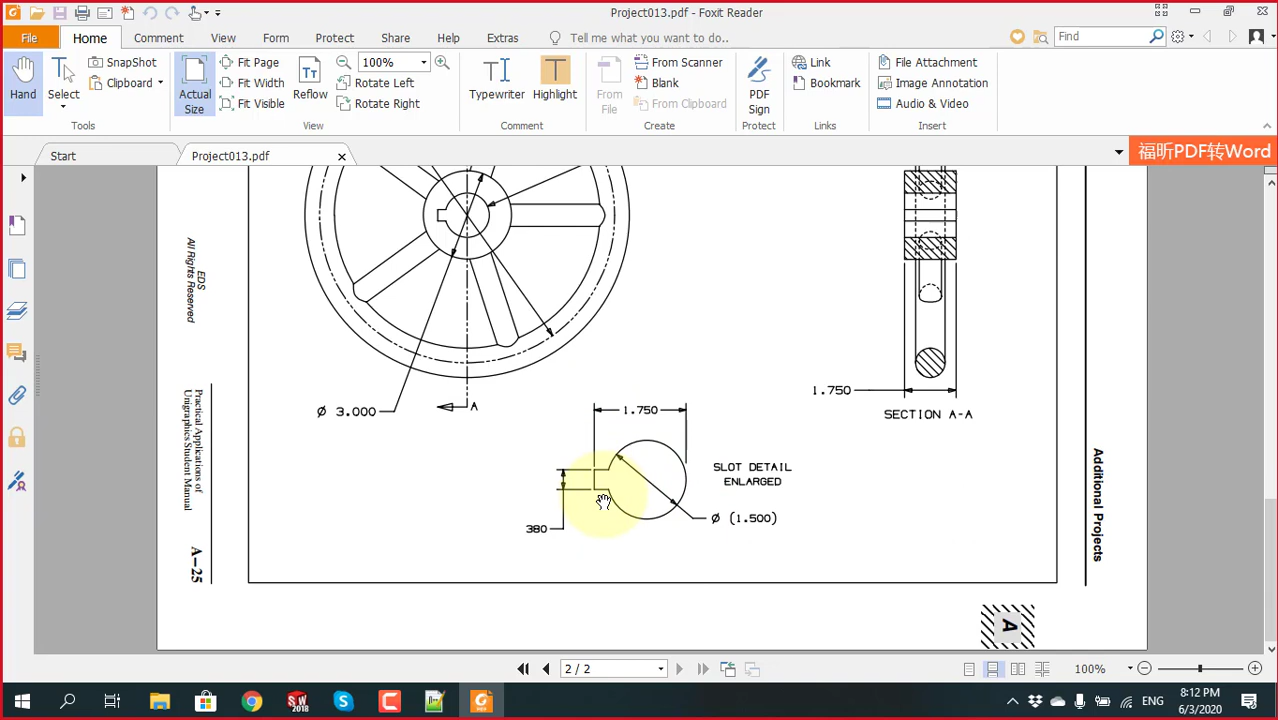 Project013.pdf - Foxit Reader
File
Home
Comment
View
Form
Protect
Share
Help
Extras
Tell me what you want to do..
Find
Hand
Select
SnapShot
Clipboard
Tools
Actual
Size
Fit Page
Fit Width
Fit Visible
Reflow
100%
Rotate Left
Rotate Right
View
Typewriter
Highlight
Comment
From
File
From Scanner
Blank
From Clipboard
Create
PDF
Sign
Protect
Link
Bookmark
Links
File Attachment
Image Annotation
Audio & Video
Insert
Start
Project013.pdf
福昕PDF转Word
EDS
All Rights Reserved
Practical Applications of
Unigraphics Student Manual
A–25
Ø 3.000
A
1.750
SECTION A-A
1.750
SLOT DETAIL
ENLARGED
380
Ø (1.500)
Additional Projects
A
2 / 2
100%
SW
2018
ENG
8:12 PM
6/3/2020